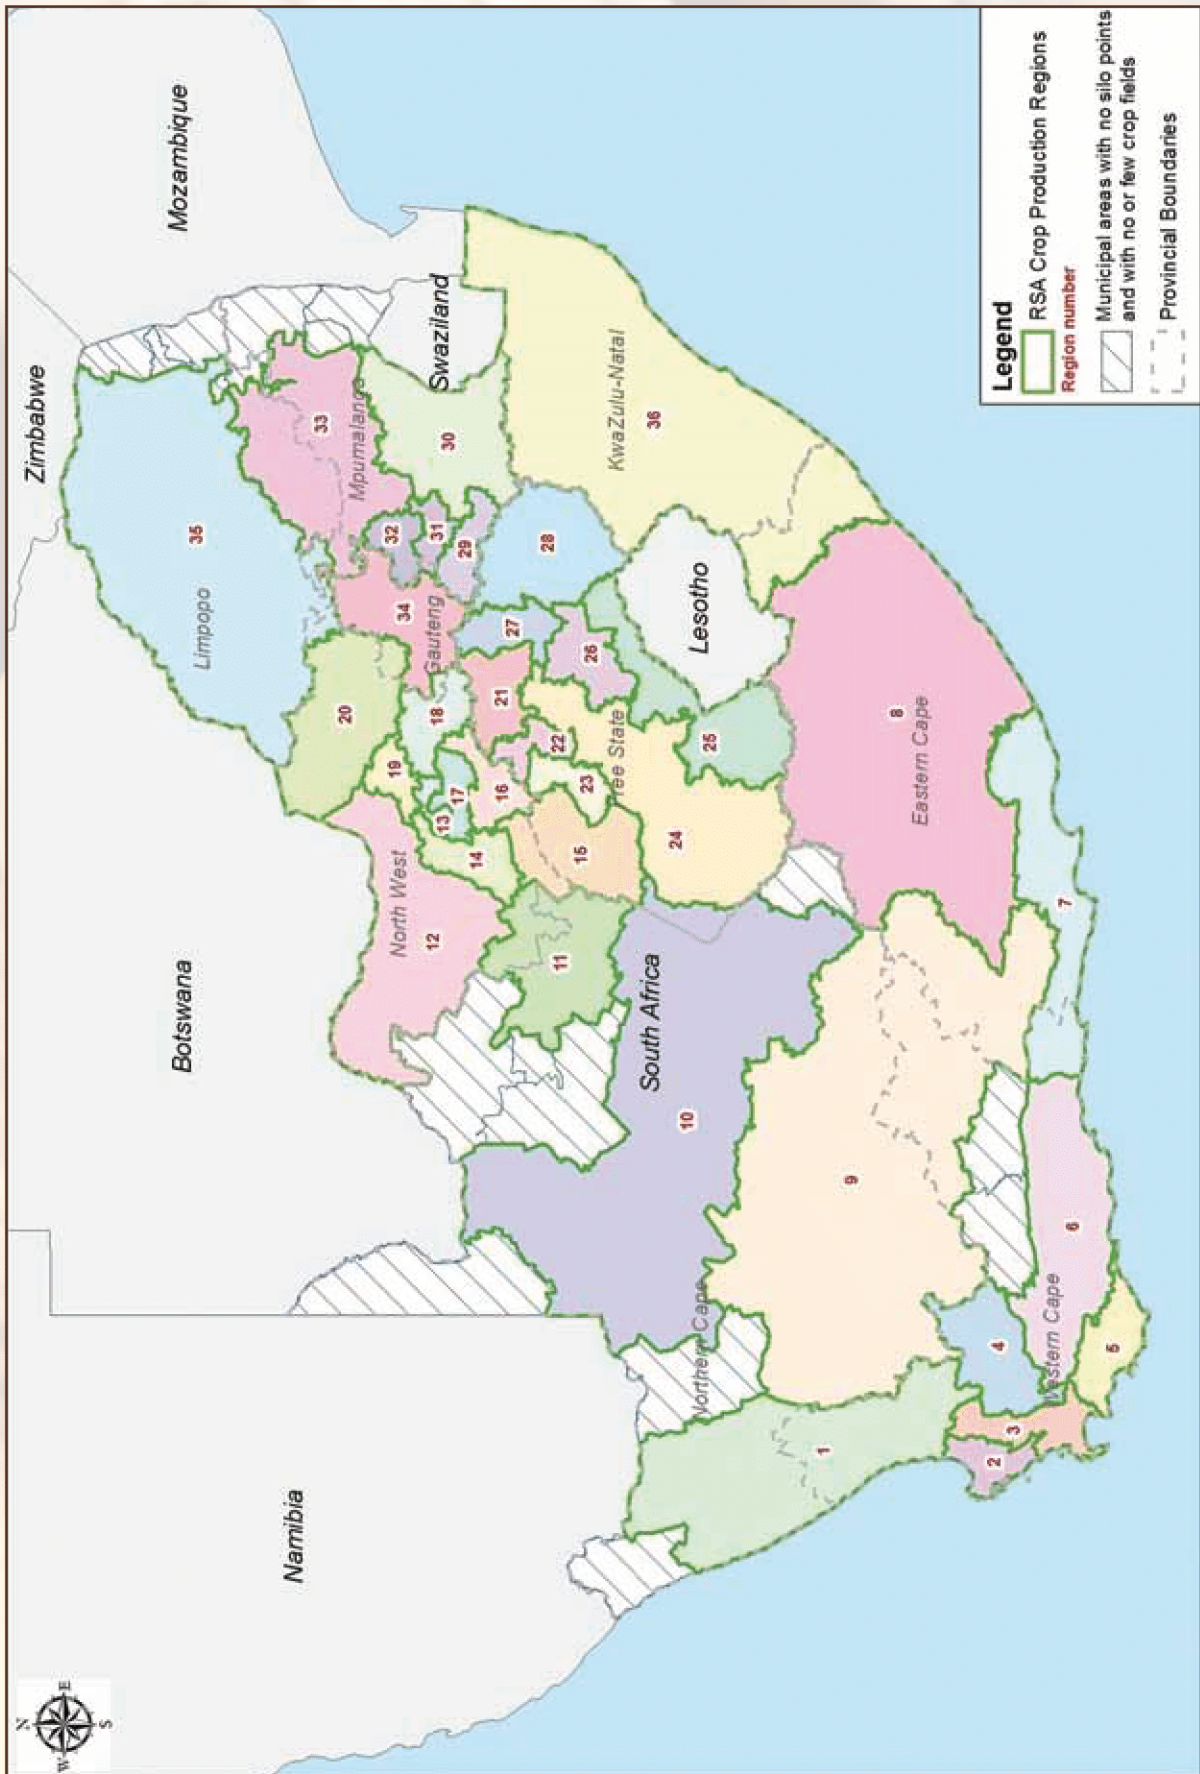 N
W
E
S
Zimbabwe
Mozambique
Botswana
Namibia
Swaziland
Lesotho
South Africa
Limpopo
Mpumalanga
Gauteng
North West
ree State
KwaZulu-Natal
Northern Cape
Eastern Cape
Western Cape
1
2
3
4
5
6
7
8
9
10
11
12
13
14
15
16
17
18
19
20
21
22
23
24
25
26
27
28
29
30
31
32
33
34
35
36
Legend
RSA Crop Production Regions
Region number
Municipal areas with no silo points
and with no or few crop fields
Provincial Boundaries